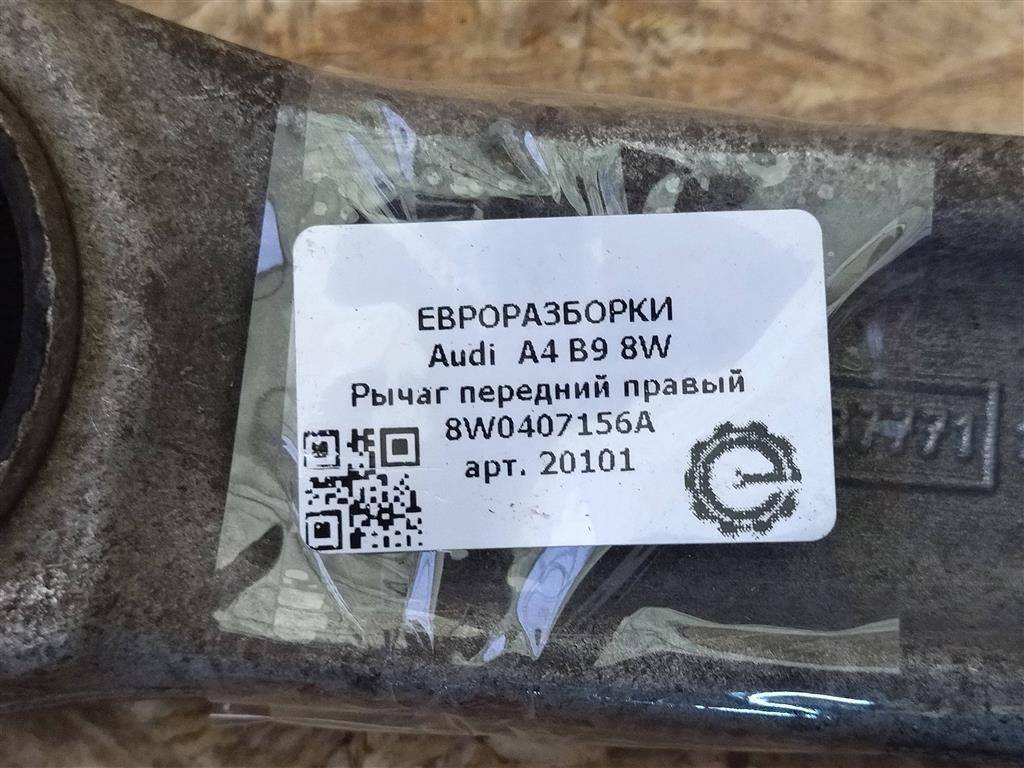 ЕВРОРАЗБОРКИ
Audi A4 B9 8W
Рычаг передний правый
8W0407156A
арт. 20101